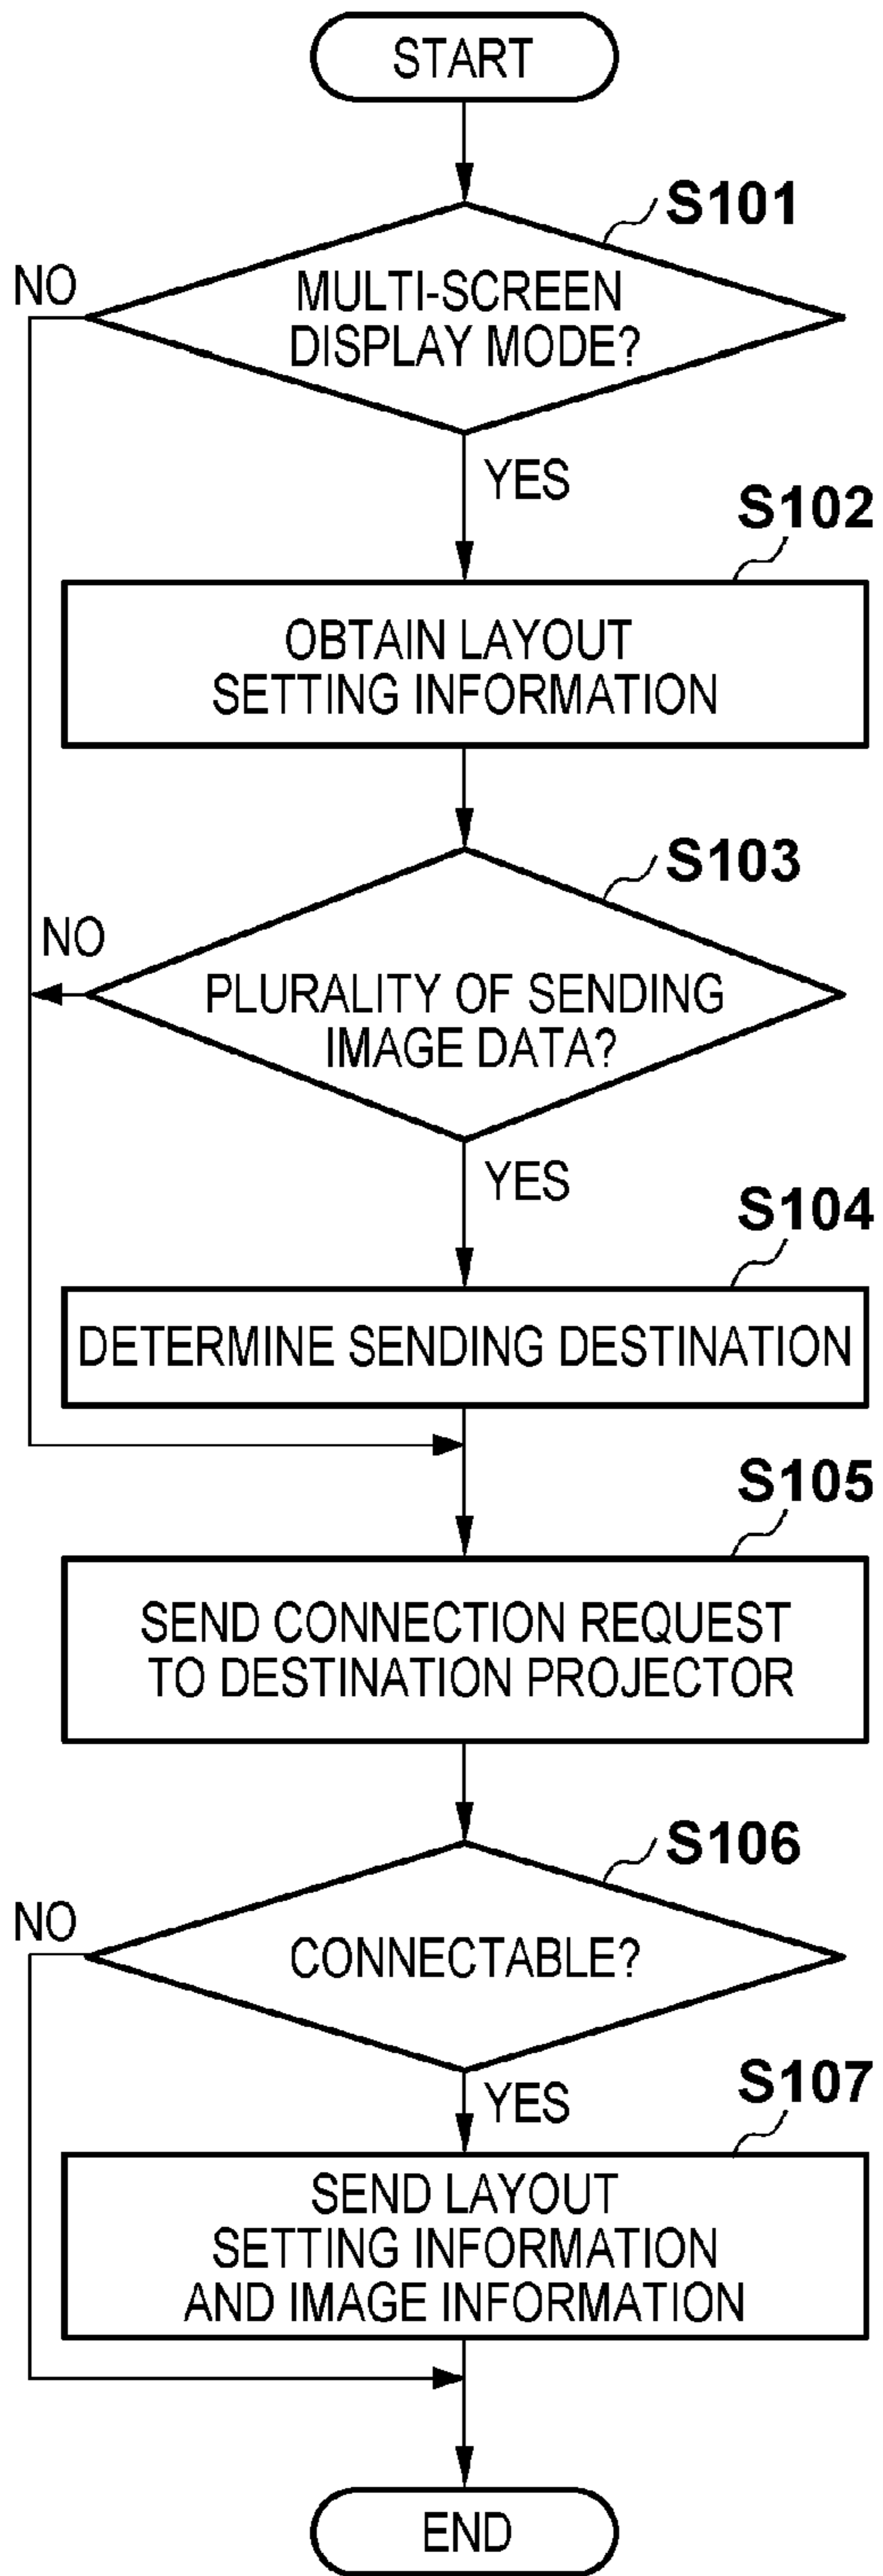 START
S101
NO
MULTI-SCREEN
DISPLAY MODE?
YES
S102
OBTAIN LAYOUT
SETTING INFORMATION
S103
NO
PLURALITY OF SENDING
IMAGE DATA?
YES
S104
DETERMINE SENDING DESTINATION
S105
SEND CONNECTION REQUEST
TO DESTINATION PROJECTOR
S106
NO
CONNECTABLE?
YES
S107
SEND LAYOUT
SETTING INFORMATION
AND IMAGE INFORMATION
END